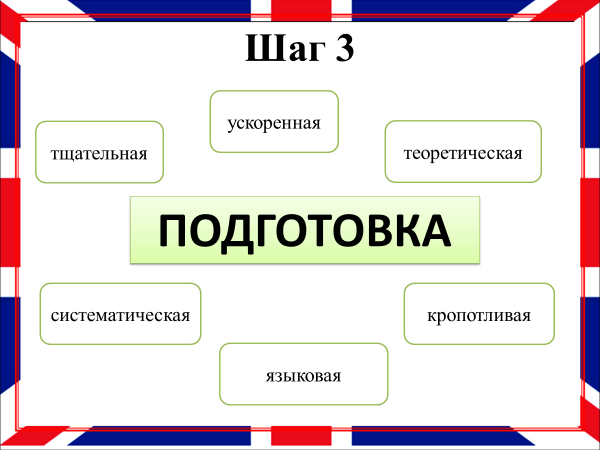 Шаг 3
ускоренная
тщательная
теоретическая
ПОДГОТОВКА
систематическая
кропотливая
языковая